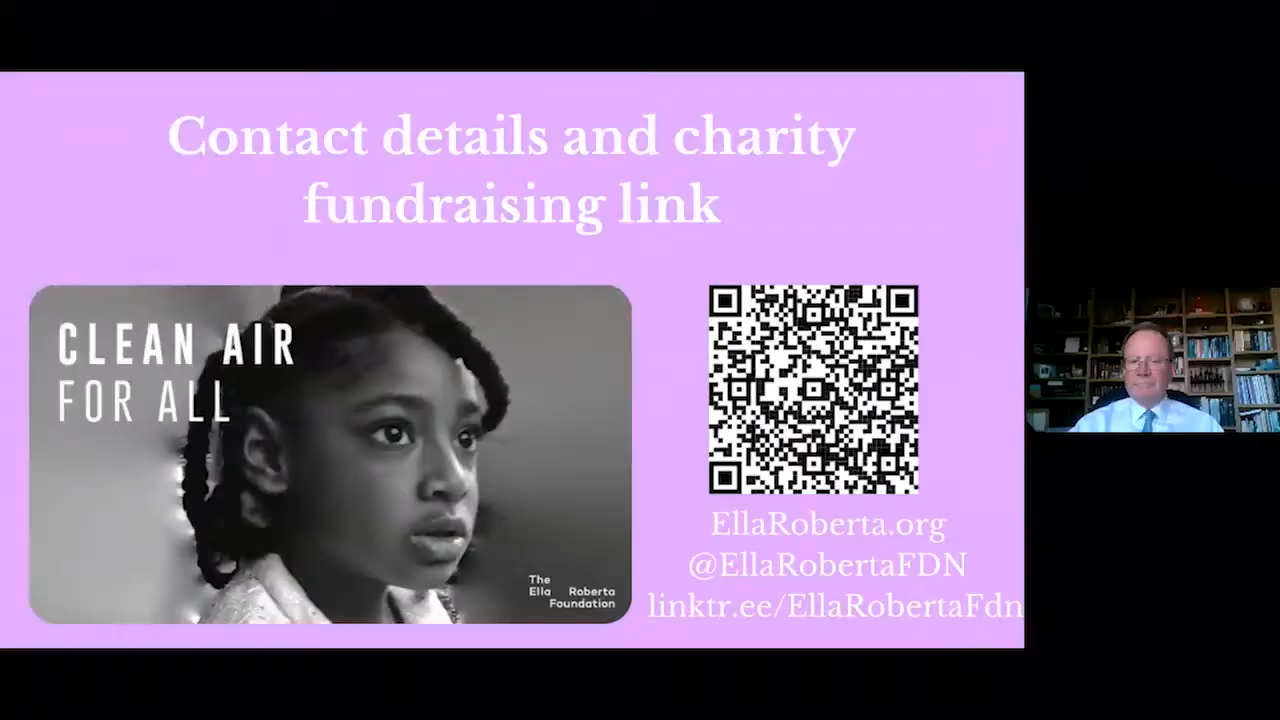 Contact details and charity
fundraising link
CLEAN AIR
FOR ALL
The
Ella Roberta
Foundation
EllaRoberta.org
@EllaRobertaFDN
linktr.ee/EllaRobertaFdn